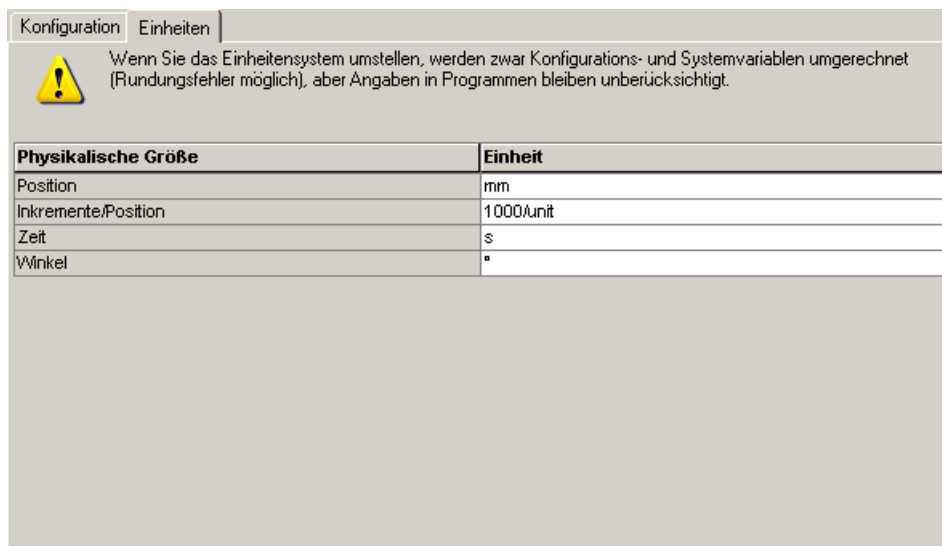 Konfiguration Einheiten
Wenn Sie das Einheitensystem umstellen, werden zwar Konfigurations- und Systemvariablen umgerechnet
(Rundungsfehler möglich), aber Angaben in Programmen bleiben unberücksichtigt.
Physikalische Größe Einheit
Position mm
Inkremente/Position 1000/unit
Zeit s
Winkel °